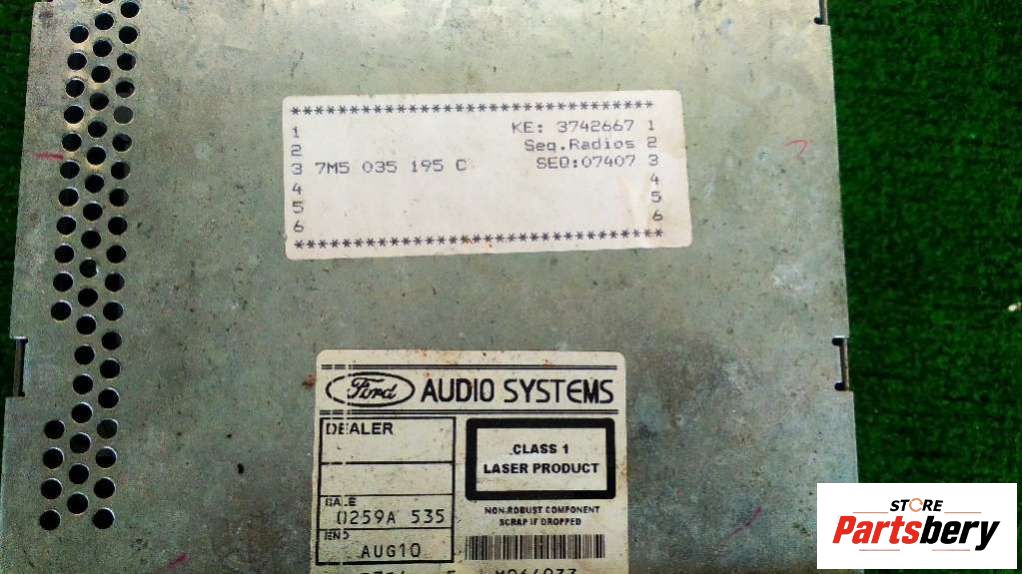 ****************************************
1 KE: 3742667 1
2 Seq.Radios 2
3 7M5 035 195 C SEQ:07407 3
4 4
5 5
6 6
****************************************
Ford AUDIO SYSTEMS
DEALER
CLASS 1
LASER PRODUCT
0259A 535
NON-ROBUST COMPONENT
SCRAP IF DROPPED
AUG10
STORE
Partsbery